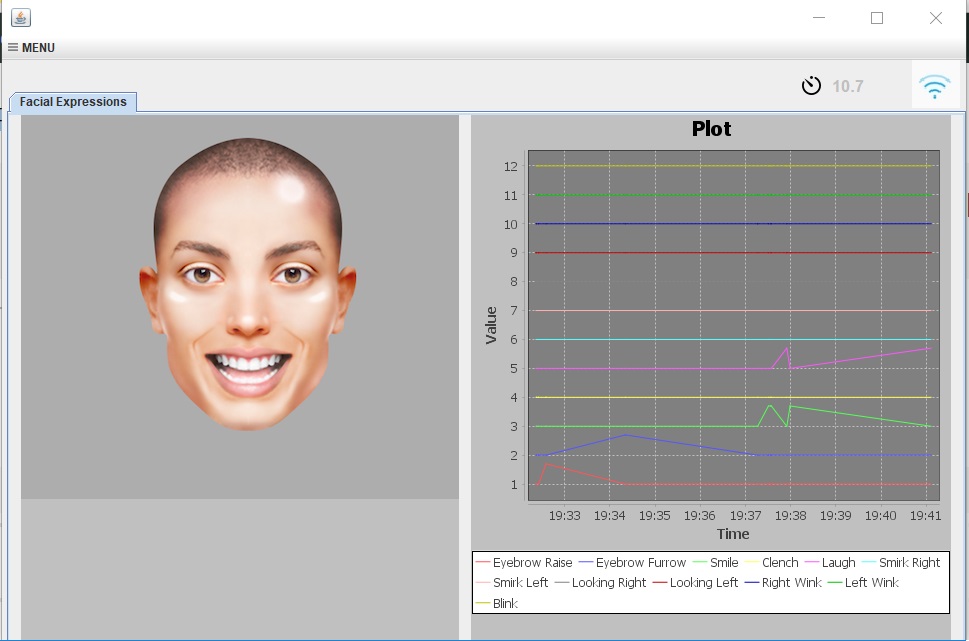 MENU
10.7
Facial Expressions
Plot
12
11
10
9
8
7
6
5
4
3
2
1
Value
19:33 19:34 19:35 19:36 19:37 19:38 19:39 19:40 19:41
Time
Eyebrow Raise Eyebrow Furrow Smile Clench Laugh Smirk Right
Smirk Left Looking Right Looking Left Right Wink Left Wink
Blink